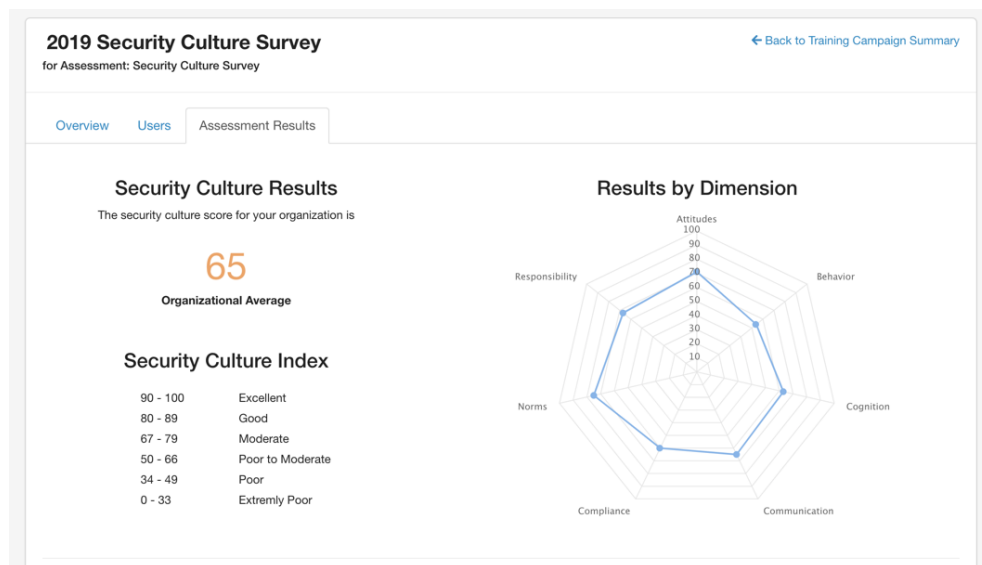 2019 Security Culture Survey
← Back to Training Campaign Summary
for Assessment: Security Culture Survey
Overview Users Assessment Results
Security Culture Results
The security culture score for your organization is
65
Organizational Average
Security Culture Index
90 - 100 Excellent
80 - 89 Good
67 - 79 Moderate
50 - 66 Poor to Moderate
34 - 49 Poor
0 - 33 Extremly Poor
Results by Dimension
Attitudes
100
90
80
70
60
50
40
30
20
10
Behavior
Cognition
Communication
Compliance
Norms
Responsibility